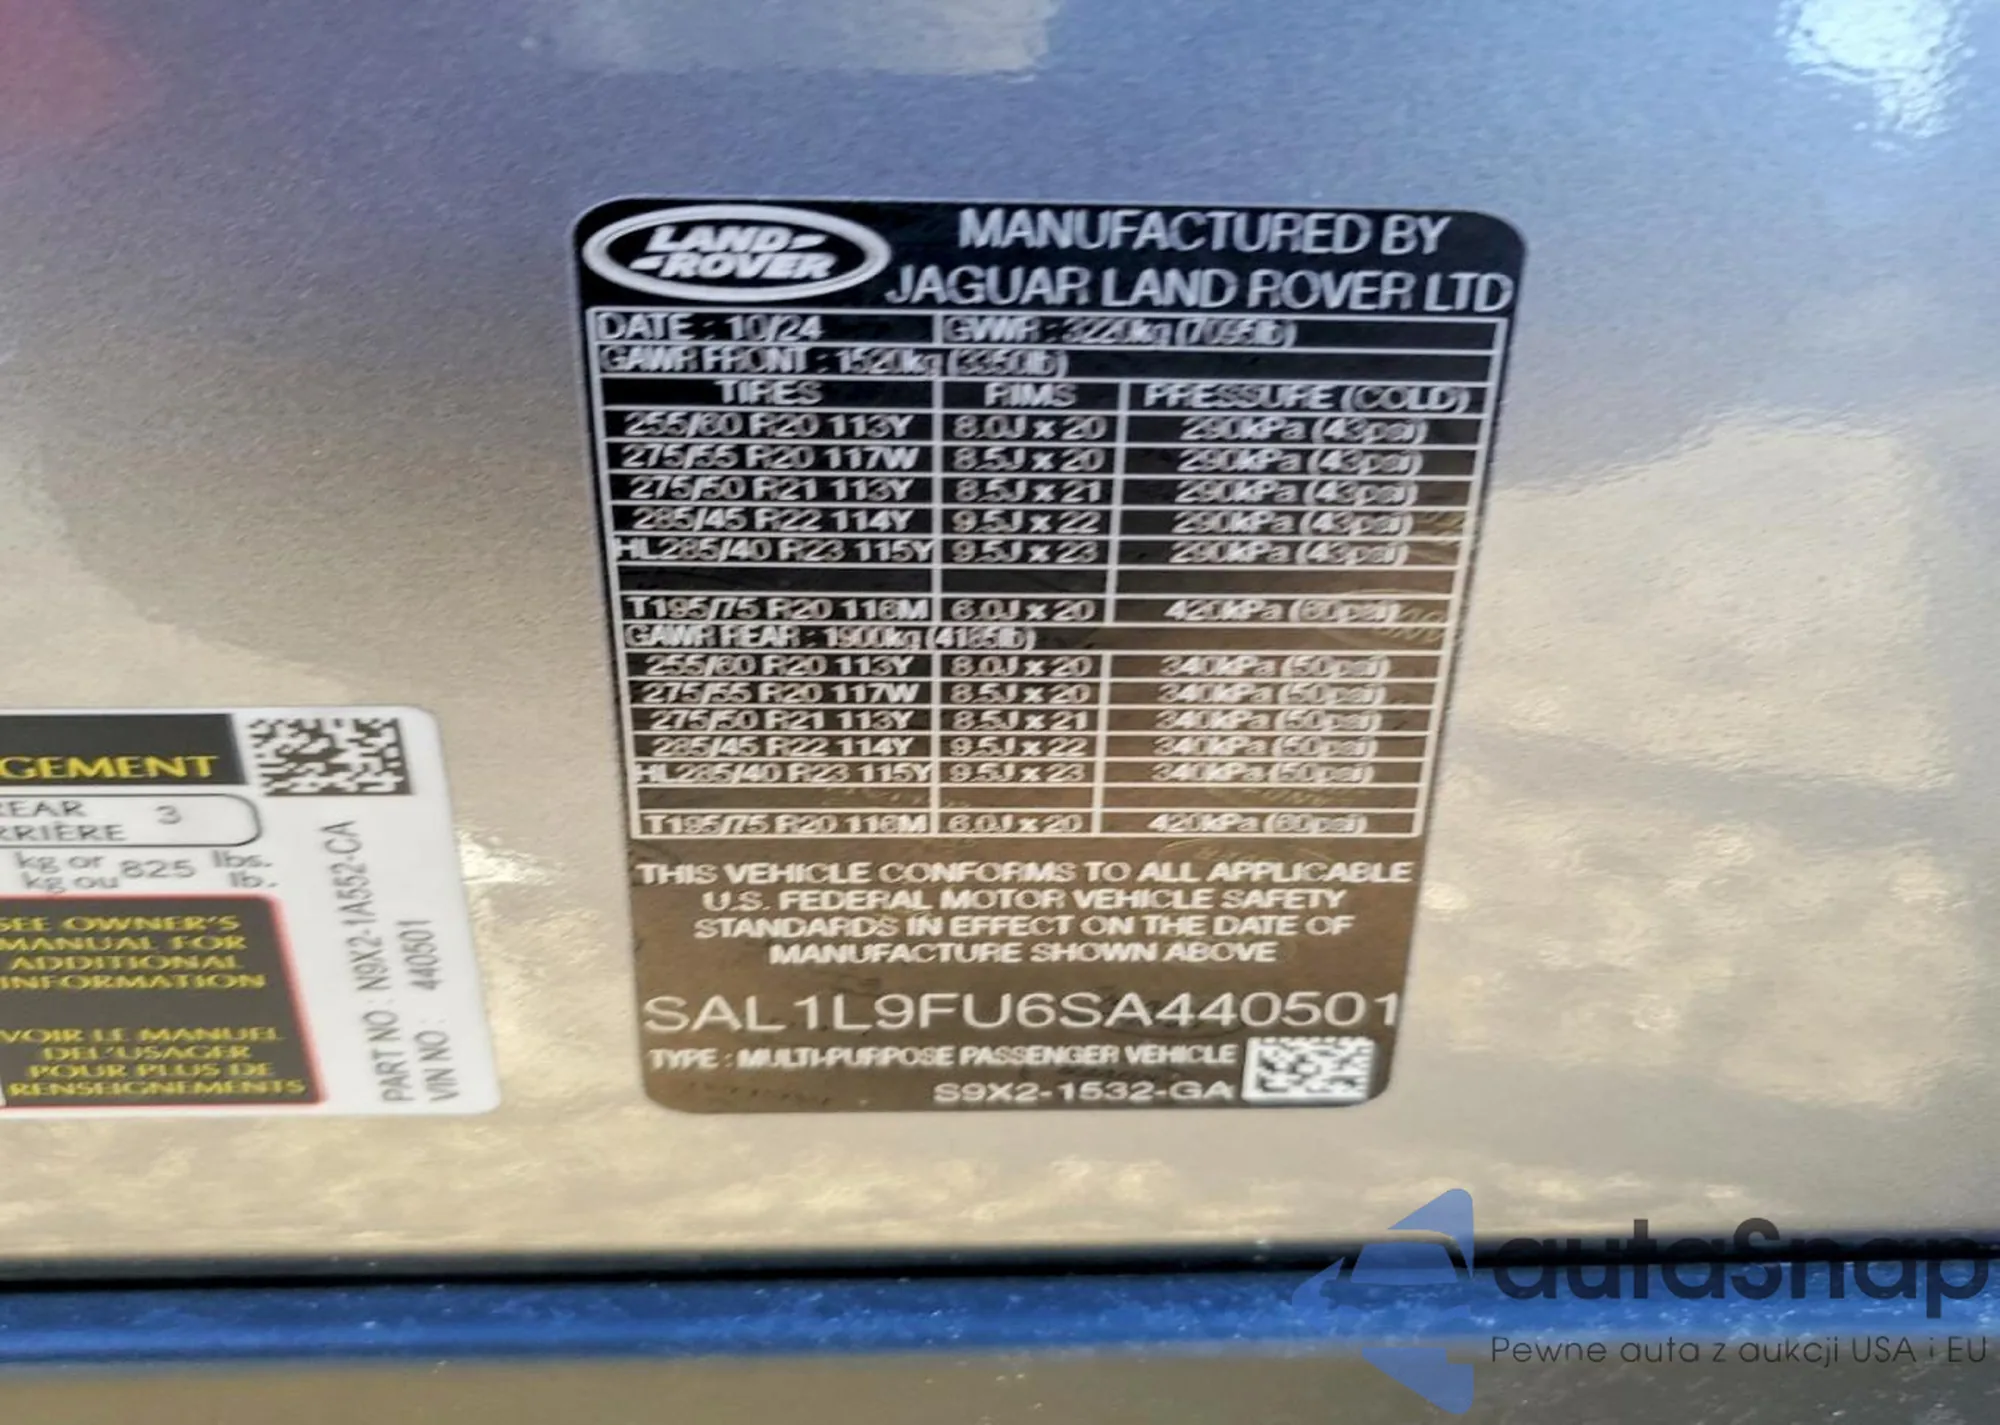 LAND-
-ROVER
MANUFACTURED BY
JAGUAR LAND ROVER LTD
DATE : 10/24 GVWR : 3220kg (7095lb)
GAWR FRONT : 1520kg (3350lb)
TIRES RIMS PRESSURE (COLD)
255/60 R20 113Y 8.0J x 20 290kPa (43psi)
275/55 R20 117W 8.5J x 20 290kPa (43psi)
275/50 R21 113Y 8.5J x 21 290kPa (43psi)
285/45 R22 114Y 9.5J x 22 290kPa (43psi)
HL285/40 R23 115Y 9.5J x 23 290kPa (43psi)
T195/75 R20 116M 6.0J x 20 420kPa (60psi)
GAWR REAR : 1900kg (4185lb)
255/60 R20 113Y 8.0J x 20 340kPa (50psi)
275/55 R20 117W 8.5J x 20 340kPa (50psi)
275/50 R21 113Y 8.5J x 21 340kPa (50psi)
285/45 R22 114Y 9.5J x 22 340kPa (50psi)
HL285/40 R23 115Y 9.5J x 23 340kPa (50psi)
T195/75 R20 116M 6.0J x 20 420kPa (60psi)
THIS VEHICLE CONFORMS TO ALL APPLICABLE
U.S. FEDERAL MOTOR VEHICLE SAFETY
STANDARDS IN EFFECT ON THE DATE OF
MANUFACTURE SHOWN ABOVE
SAL1L9FU6SA440501
TYPE : MULTI-PURPOSE PASSENGER VEHICLE
S9X2-1532-GA
GEMENT
EAR 3
RRIÈRE
kg or 825 lbs.
kg ou lb.
SEE OWNER'S
MANUAL FOR
ADDITIONAL
INFORMATION
VOIR LE MANUEL
DE L'USAGER
POUR PLUS DE
RENSEIGNEMENTS
PART NO : N9X2-1A552-CA
VIN NO : 440501
autaSnap
Pewne auta z aukcji USA i EU